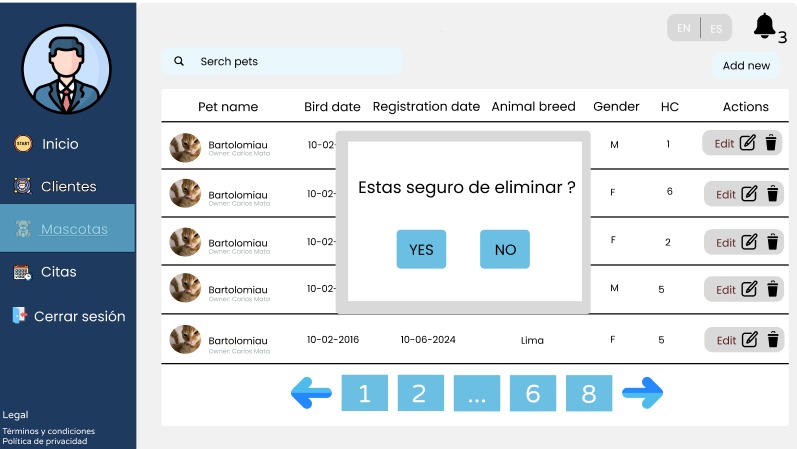 EN ES
3
Serch pets
Add new
Pet name Bird date Registration date Animal breed Gender HC Actions
START Inicio
Clientes
Mascotas
Citas
Cerrar sesión
Bartolomiau 10-02- M 1 Edit
Owner: Carlos Mata
Bartolomiau 10-02- F 6 Edit
Owner: Carlos Mata
Bartolomiau 10-02- F 2 Edit
Owner: Carlos Mata
Bartolomiau 10-02- M 5 Edit
Owner: Carlos Mata
Bartolomiau 10-02-2016 10-06-2024 Lima F 5 Edit
Owner: Carlos Mata
Estas seguro de eliminar ?
YES NO
1 2 ... 6 8
Legal
Términos y condiciones
Política de privacidad